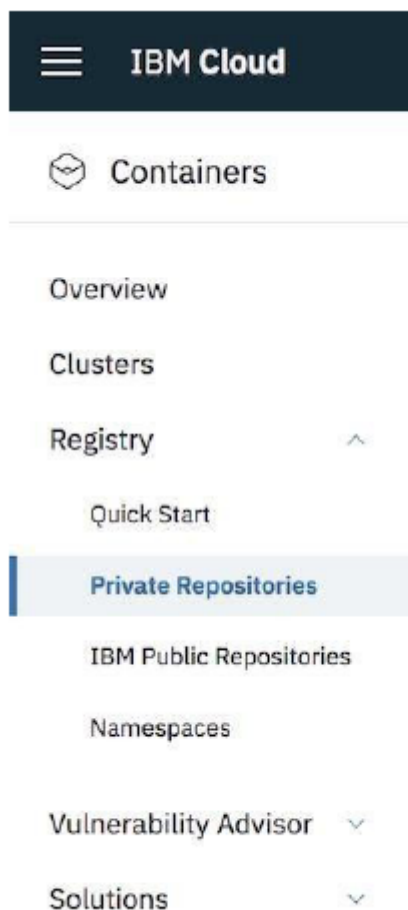 IBM Cloud
Containers
Overview
Clusters
Registry
Quick Start
Private Repositories
IBM Public Repositories
Namespaces
Vulnerability Advisor
Solutions